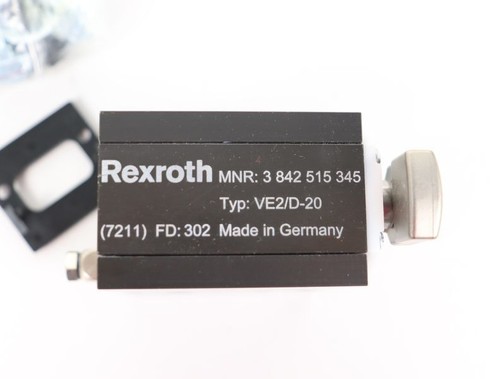 Rexroth MNR: 3 842 515 345
Typ: VE2/D-20
(7211) FD: 302 Made in Germany